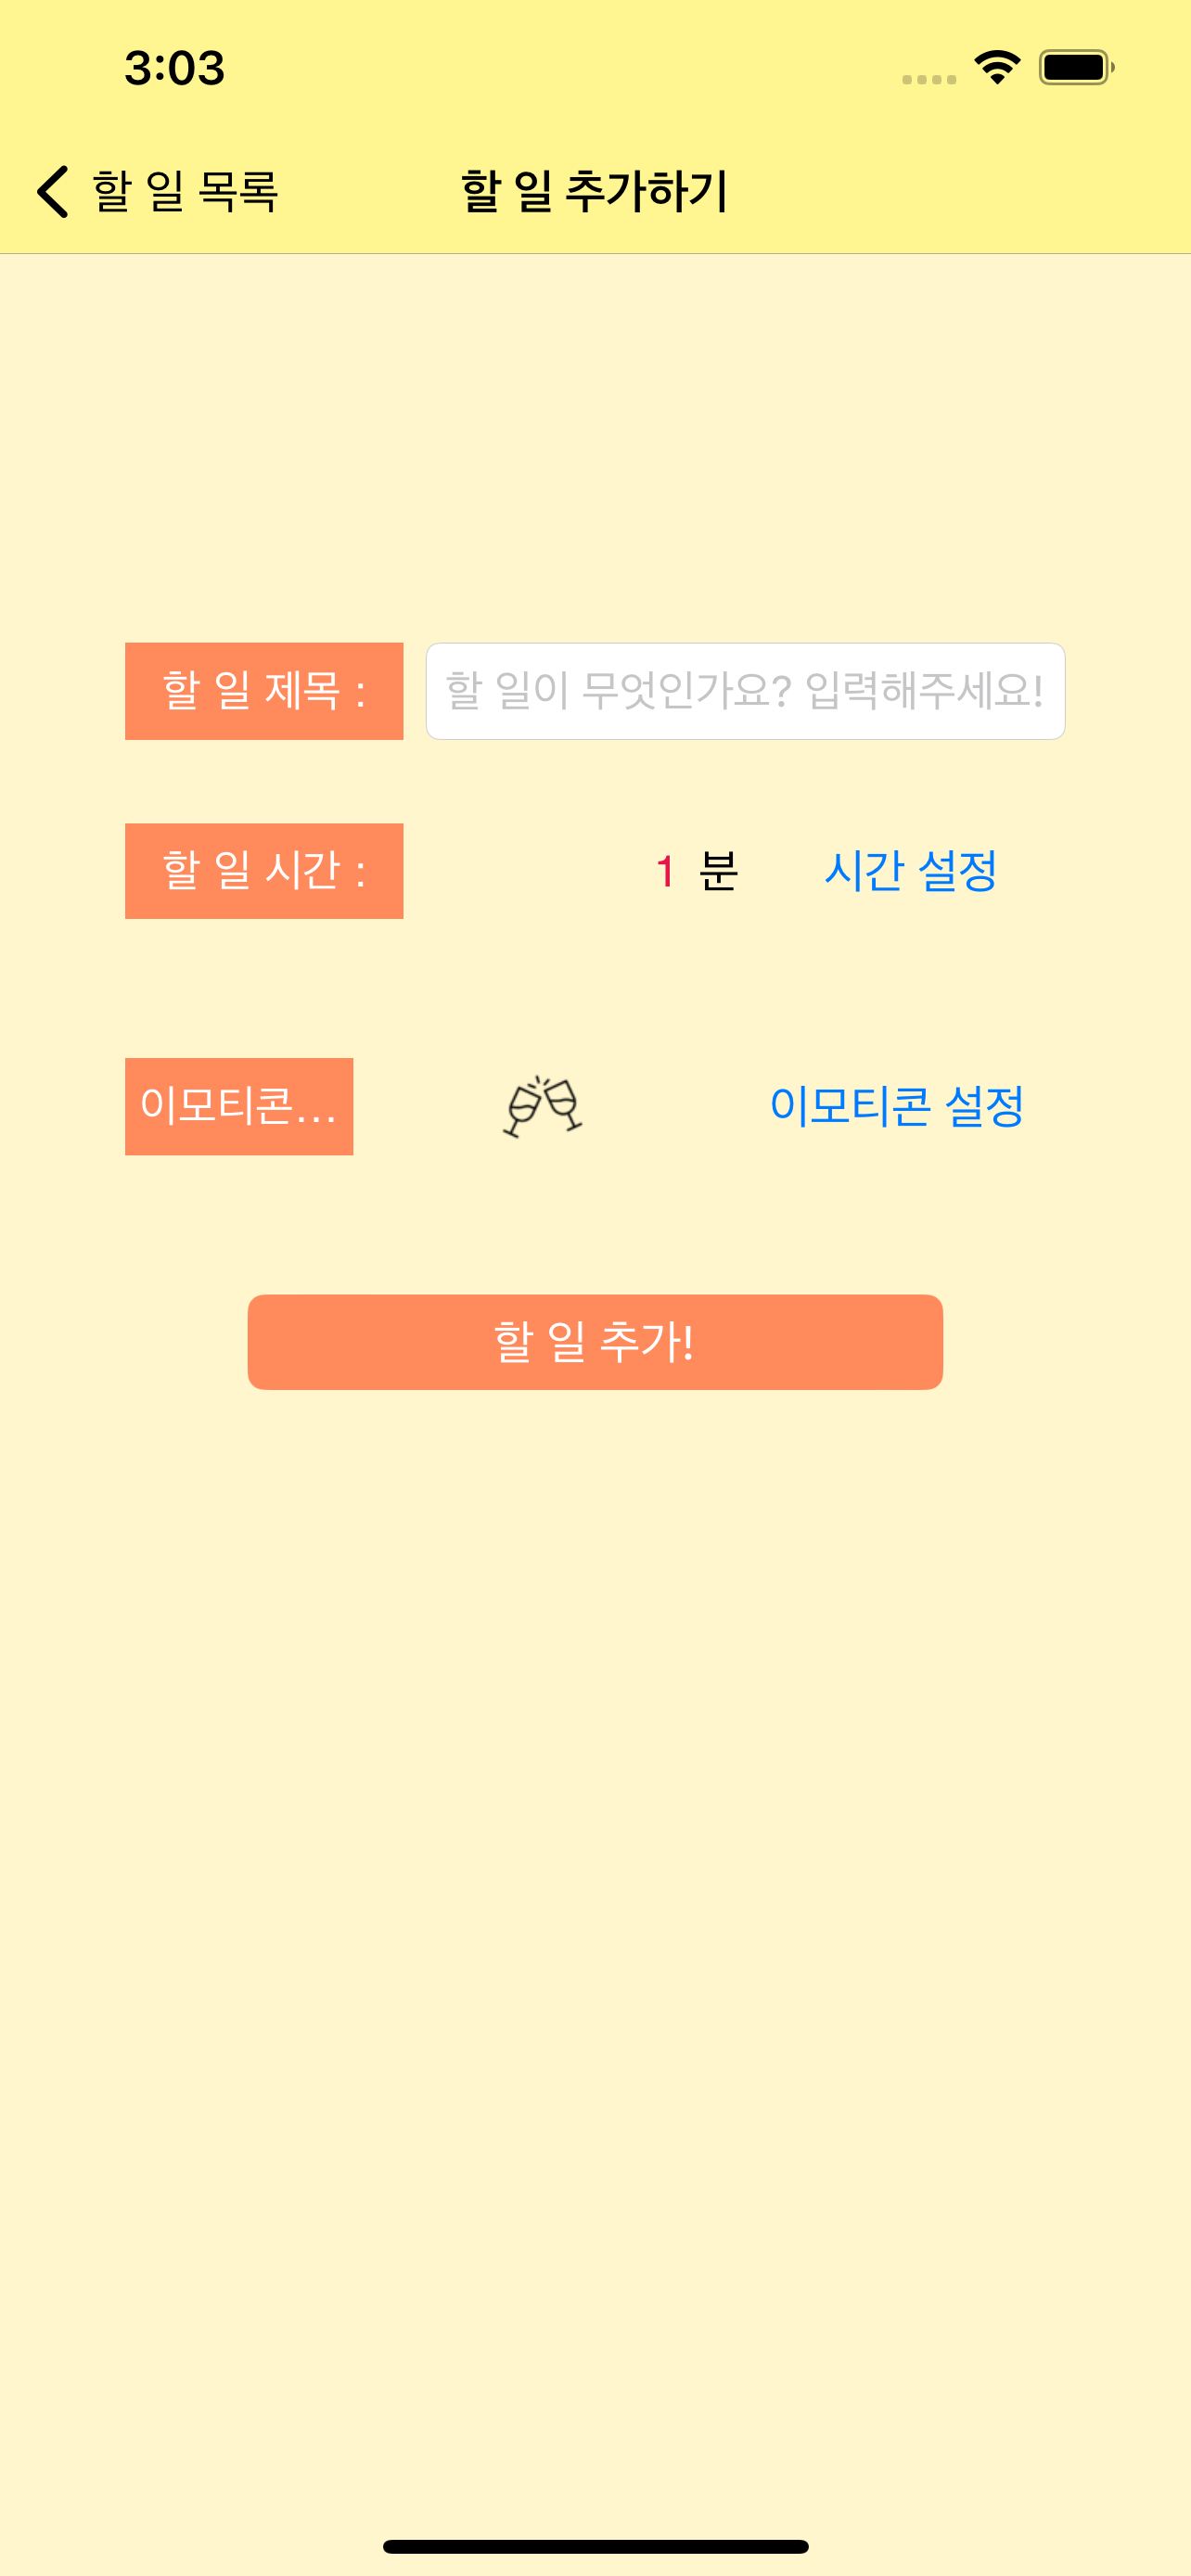 3:03
할 일 목록 할 일 추가하기
할 일 제목 : 할 일이 무엇인가요? 입력해주세요!
할 일 시간 : 1 분 시간 설정
이모티콘... 이모티콘 설정
할 일 추가!